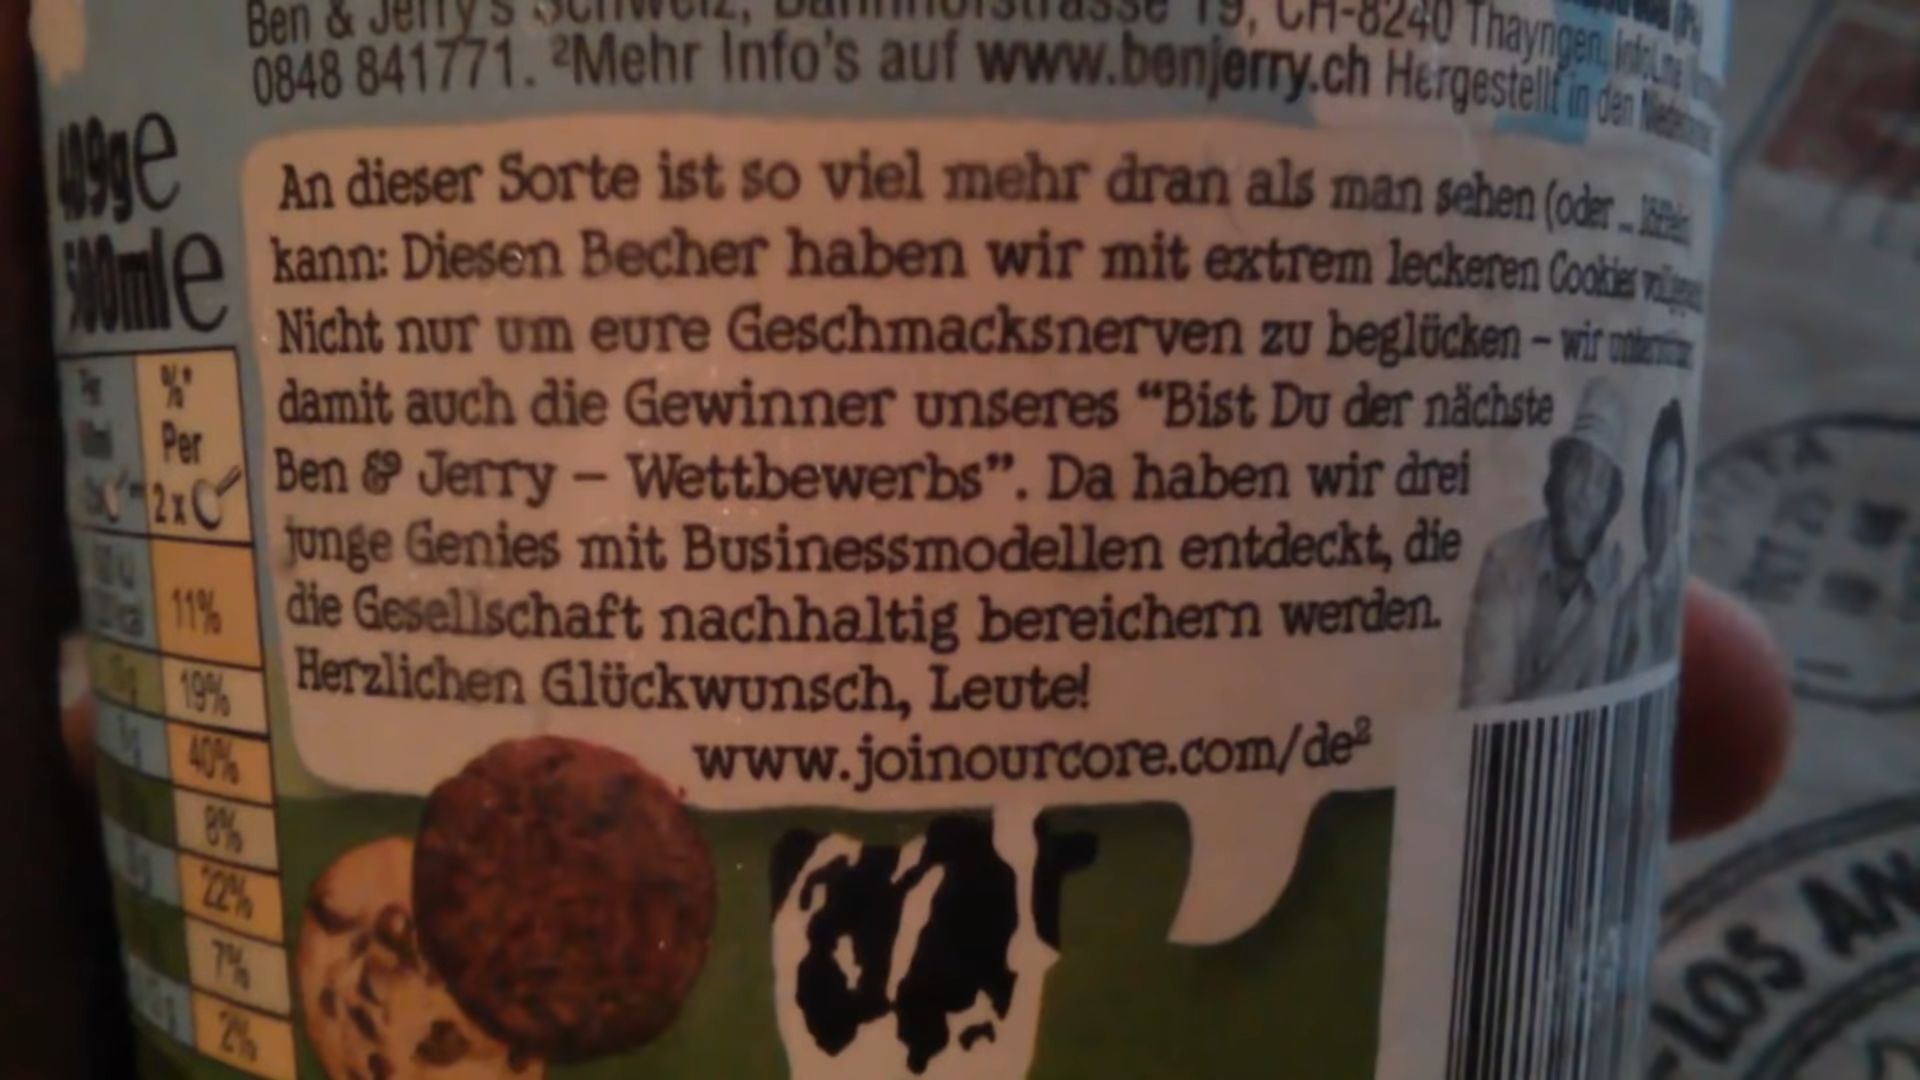 Ben & Jerry's Schweiz, Bahnhofstrasse 19, CH-8240 Thayngen, InfoLine
0848 841771. ²Mehr Info's auf www.benjerry.ch Hergestellt in den
e
500ml e
%*
Per
2 x
11%
19%
40%
8%
22%
7%
2%
An dieser Sorte ist so viel mehr dran als man sehen (oder ...
kann: Diesen Becher haben wir mit extrem leckeren Cookies
Nicht nur um eure Geschmacksnerven zu beglücken – wir
damit auch die Gewinner unseres “Bist Du der nächste
Ben & Jerry – Wettbewerbs”. Da haben wir drei
junge Genies mit Businessmodellen entdeckt, die
die Gesellschaft nachhaltig bereichern werden.
Herzlichen Glückwunsch, Leute!
www.joinourcore.com/de²
LOS AN